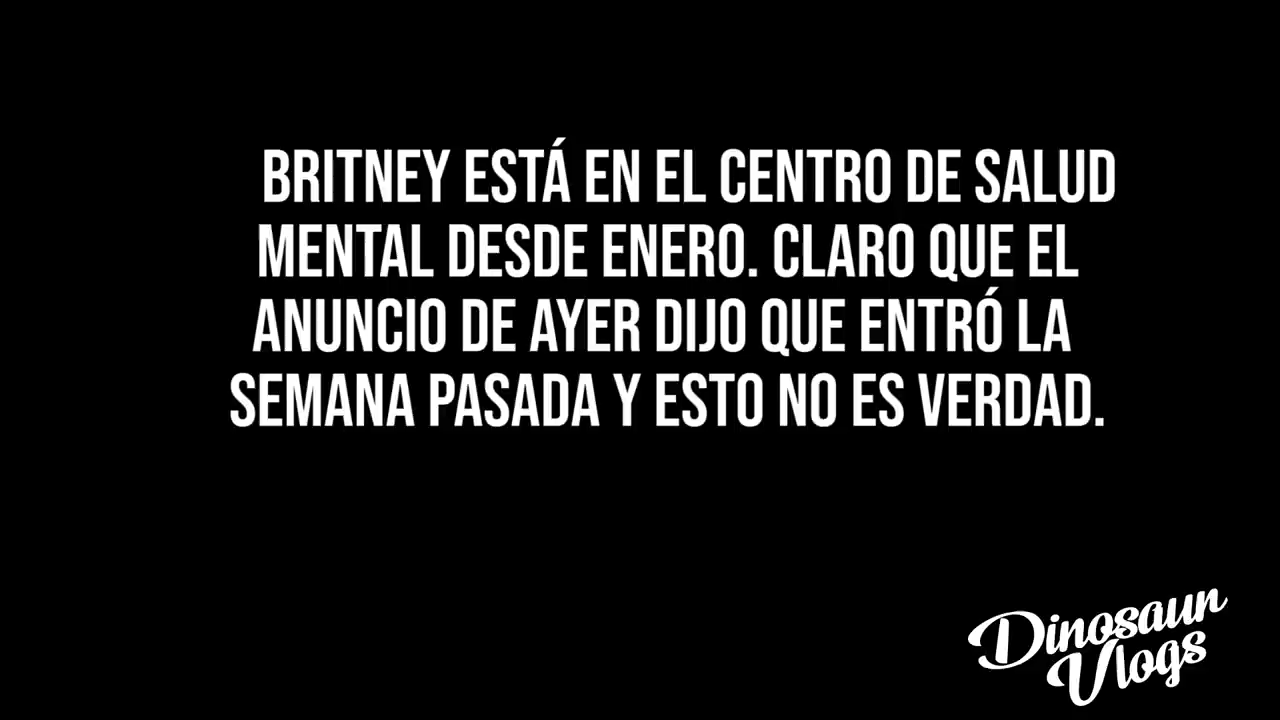 BRITNEY ESTÁ EN EL CENTRO DE SALUD
MENTAL DESDE ENERO. CLARO QUE EL
ANUNCIO DE AYER DIJO QUE ENTRÓ LA
SEMANA PASADA Y ESTO NO ES VERDAD.
Dinosaun
Vlogs